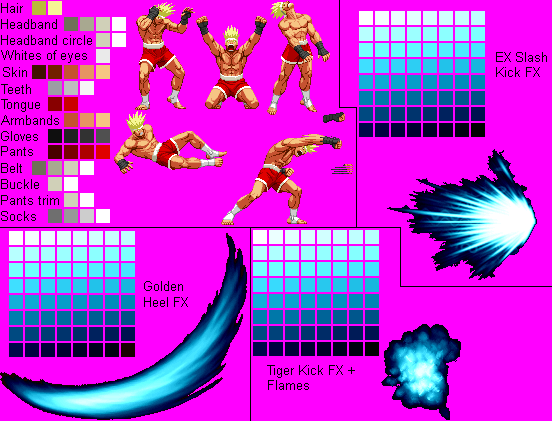 Hair
Headband
Headband circle
Whites of eyes
Skin
Teeth
Tongue
Armbands
Gloves
Pants
Belt
Buckle
Pants trim
Socks
EX Slash
Kick FX
Golden
Heel FX
Tiger Kick FX +
Flames